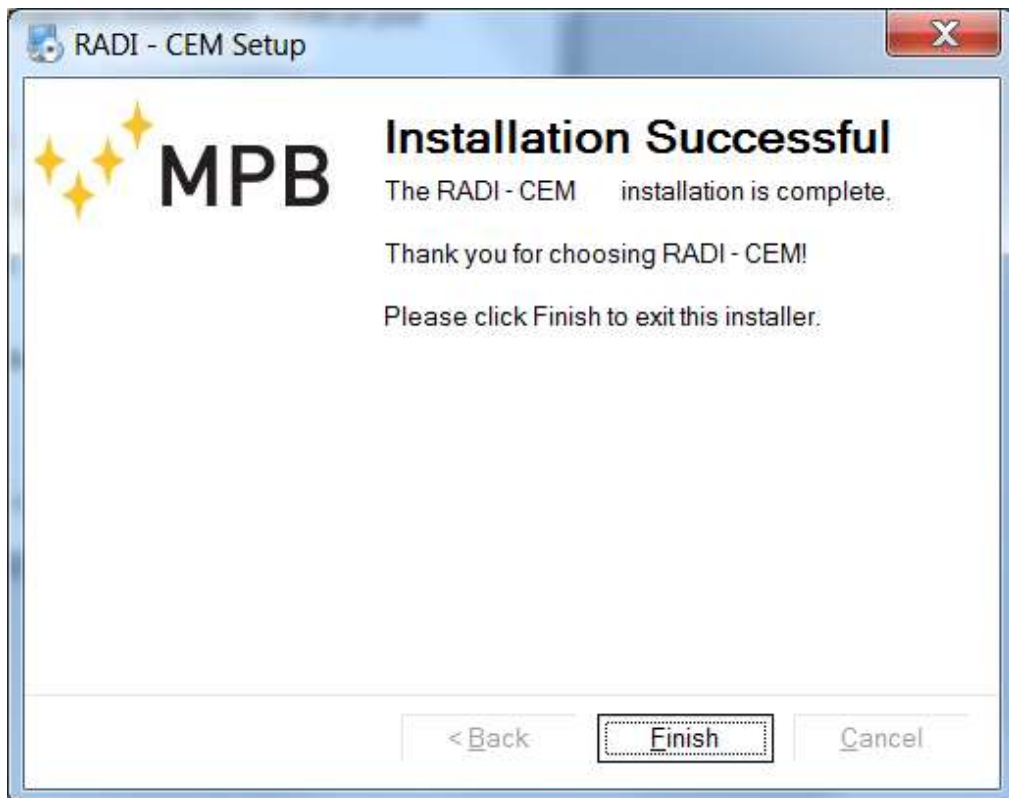 RADI - CEM Setup
MPB
Installation Successful
The RADI - CEM installation is complete.
Thank you for choosing RADI - CEM!
Please click Finish to exit this installer.
< Back
Finish
Cancel